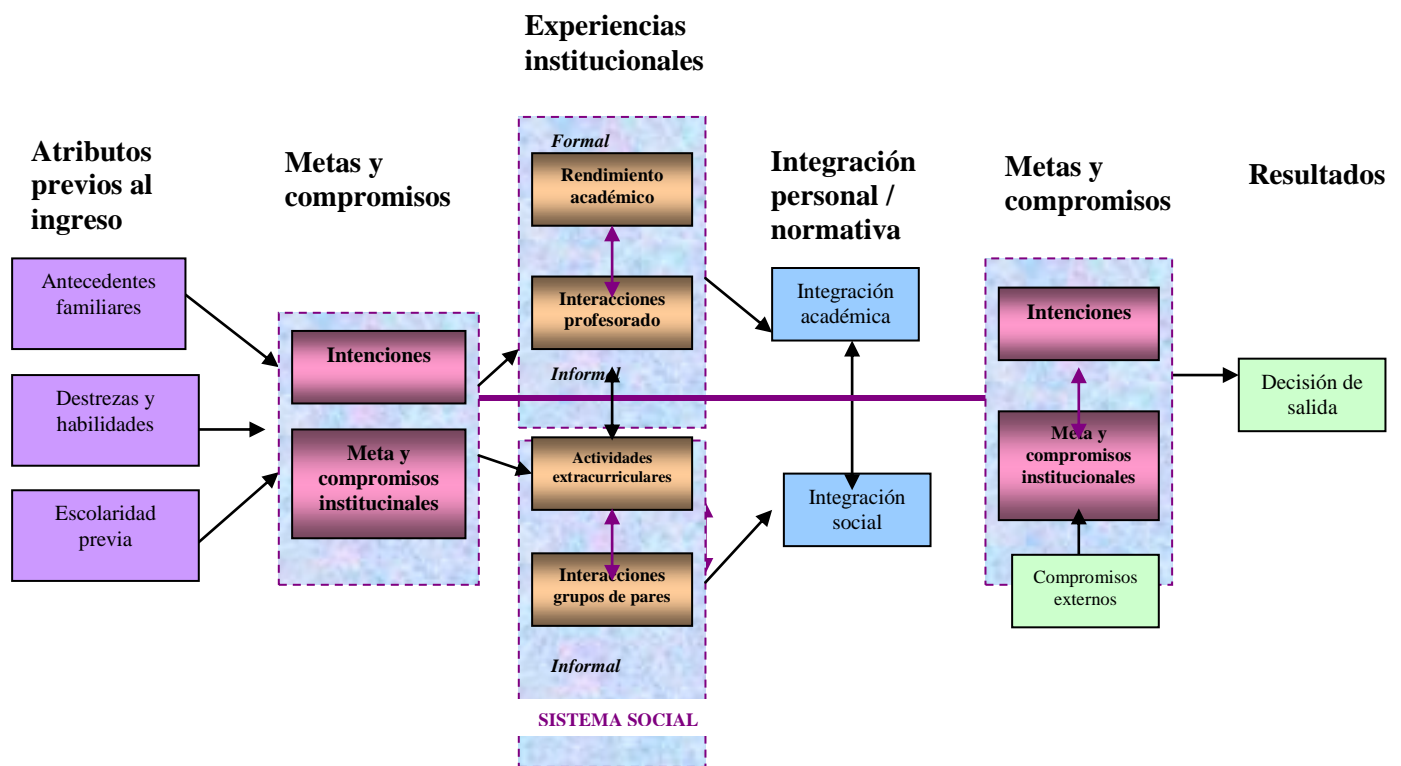 Experiencias
institucionales
Atributos
previos al
ingreso
Metas y
compromisos
Integración
personal /
normativa
Metas y
compromisos
Resultados
Antecedentes
familiares
Destrezas y
habilidades
Escolaridad
previa
Intenciones
Meta y
compromisos
institucinales
Formal
Rendimiento
académico
Interacciones
profesorado
Informal
Actividades
extracurriculares
Interacciones
grupos de pares
Informal
SISTEMA SOCIAL
Integración
académica
Integración
social
Intenciones
Meta y
compromisos
institucionales
Compromisos
externos
Decisión de
salida